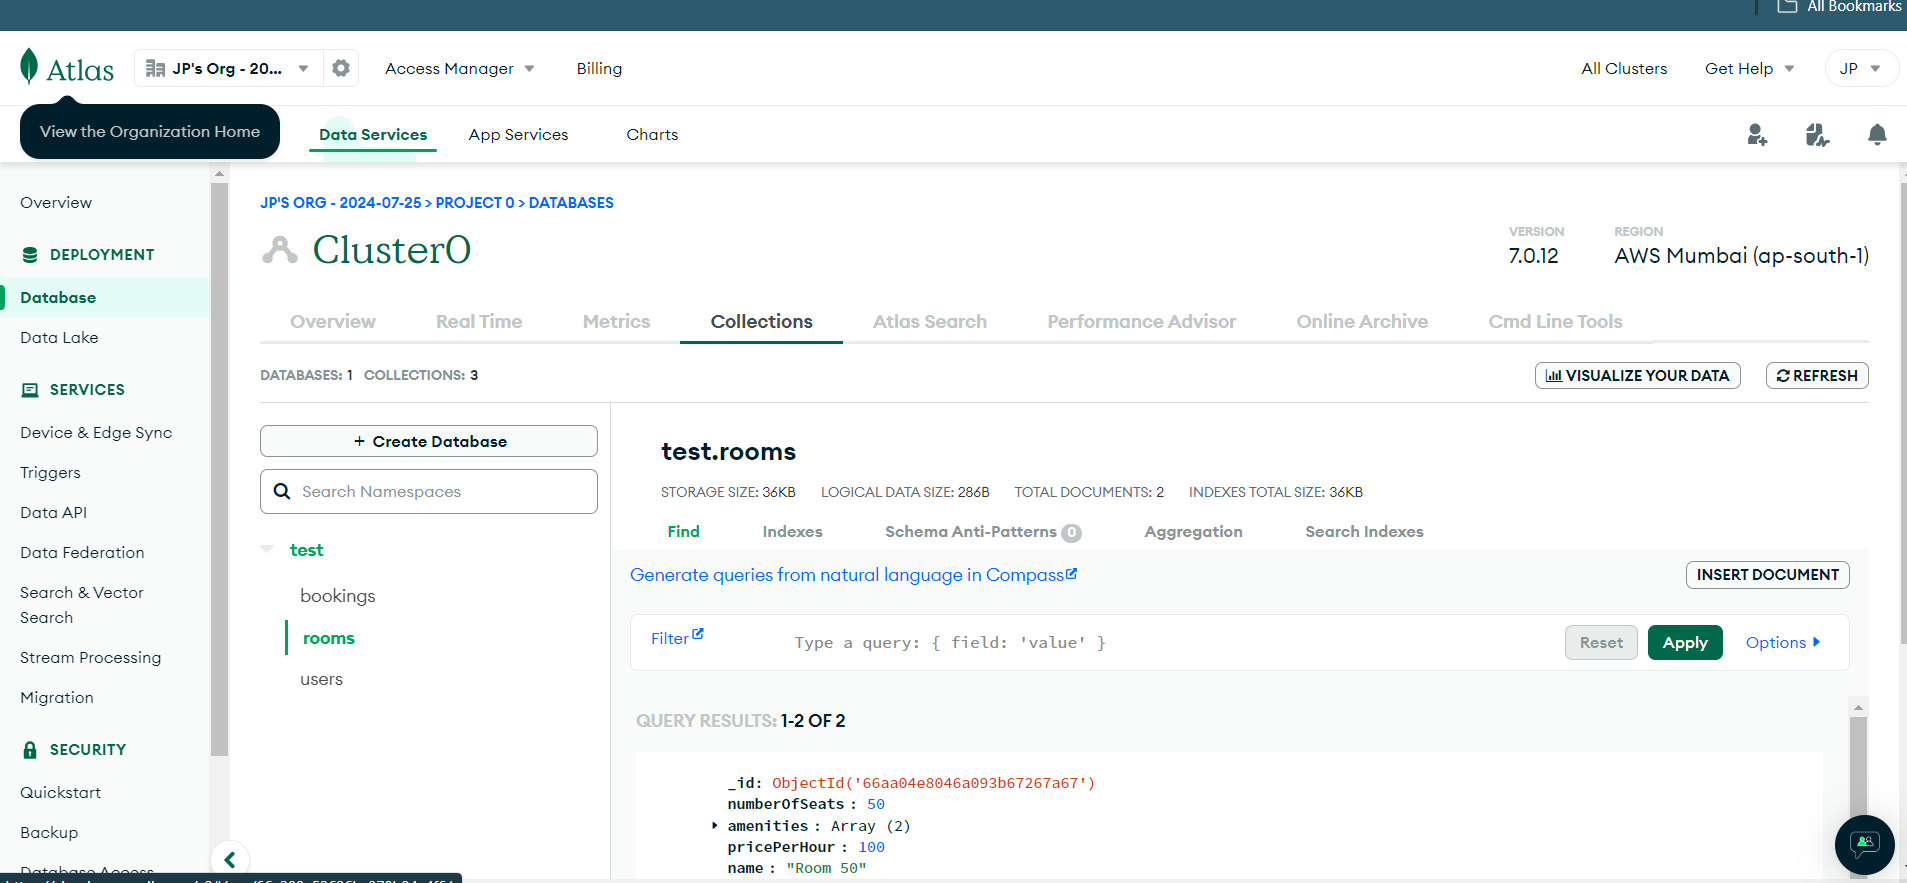 All Bookmarks
Atlas
JP's Org - 20...
Access Manager
Billing
All Clusters
Get Help
JP
View the Organization Home
Data Services
App Services
Charts
Overview
DEPLOYMENT
Database
Data Lake
SERVICES
Device & Edge Sync
Triggers
Data API
Data Federation
Search & Vector
Search
Stream Processing
Migration
SECURITY
Quickstart
Backup
Database Access
JP'S ORG - 2024-07-25 > PROJECT 0 > DATABASES
Cluster0
VERSION
7.0.12
REGION
AWS Mumbai (ap-south-1)
Overview
Real Time
Metrics
Collections
Atlas Search
Performance Advisor
Online Archive
Cmd Line Tools
DATABASES: 1 COLLECTIONS: 3
VISUALIZE YOUR DATA
REFRESH
+ Create Database
Search Namespaces
test
bookings
rooms
users
test.rooms
STORAGE SIZE: 36KB LOGICAL DATA SIZE: 286B TOTAL DOCUMENTS: 2 INDEXES TOTAL SIZE: 36KB
Find
Indexes
Schema Anti-Patterns 0
Aggregation
Search Indexes
Generate queries from natural language in Compass
INSERT DOCUMENT
Filter
Type a query: { field: 'value' }
Reset
Apply
Options
QUERY RESULTS: 1-2 OF 2
_id: ObjectId('66aa04e8046a093b67267a67')
numberOfSeats : 50
amenities : Array (2)
pricePerHour : 100
name : "Room 50"